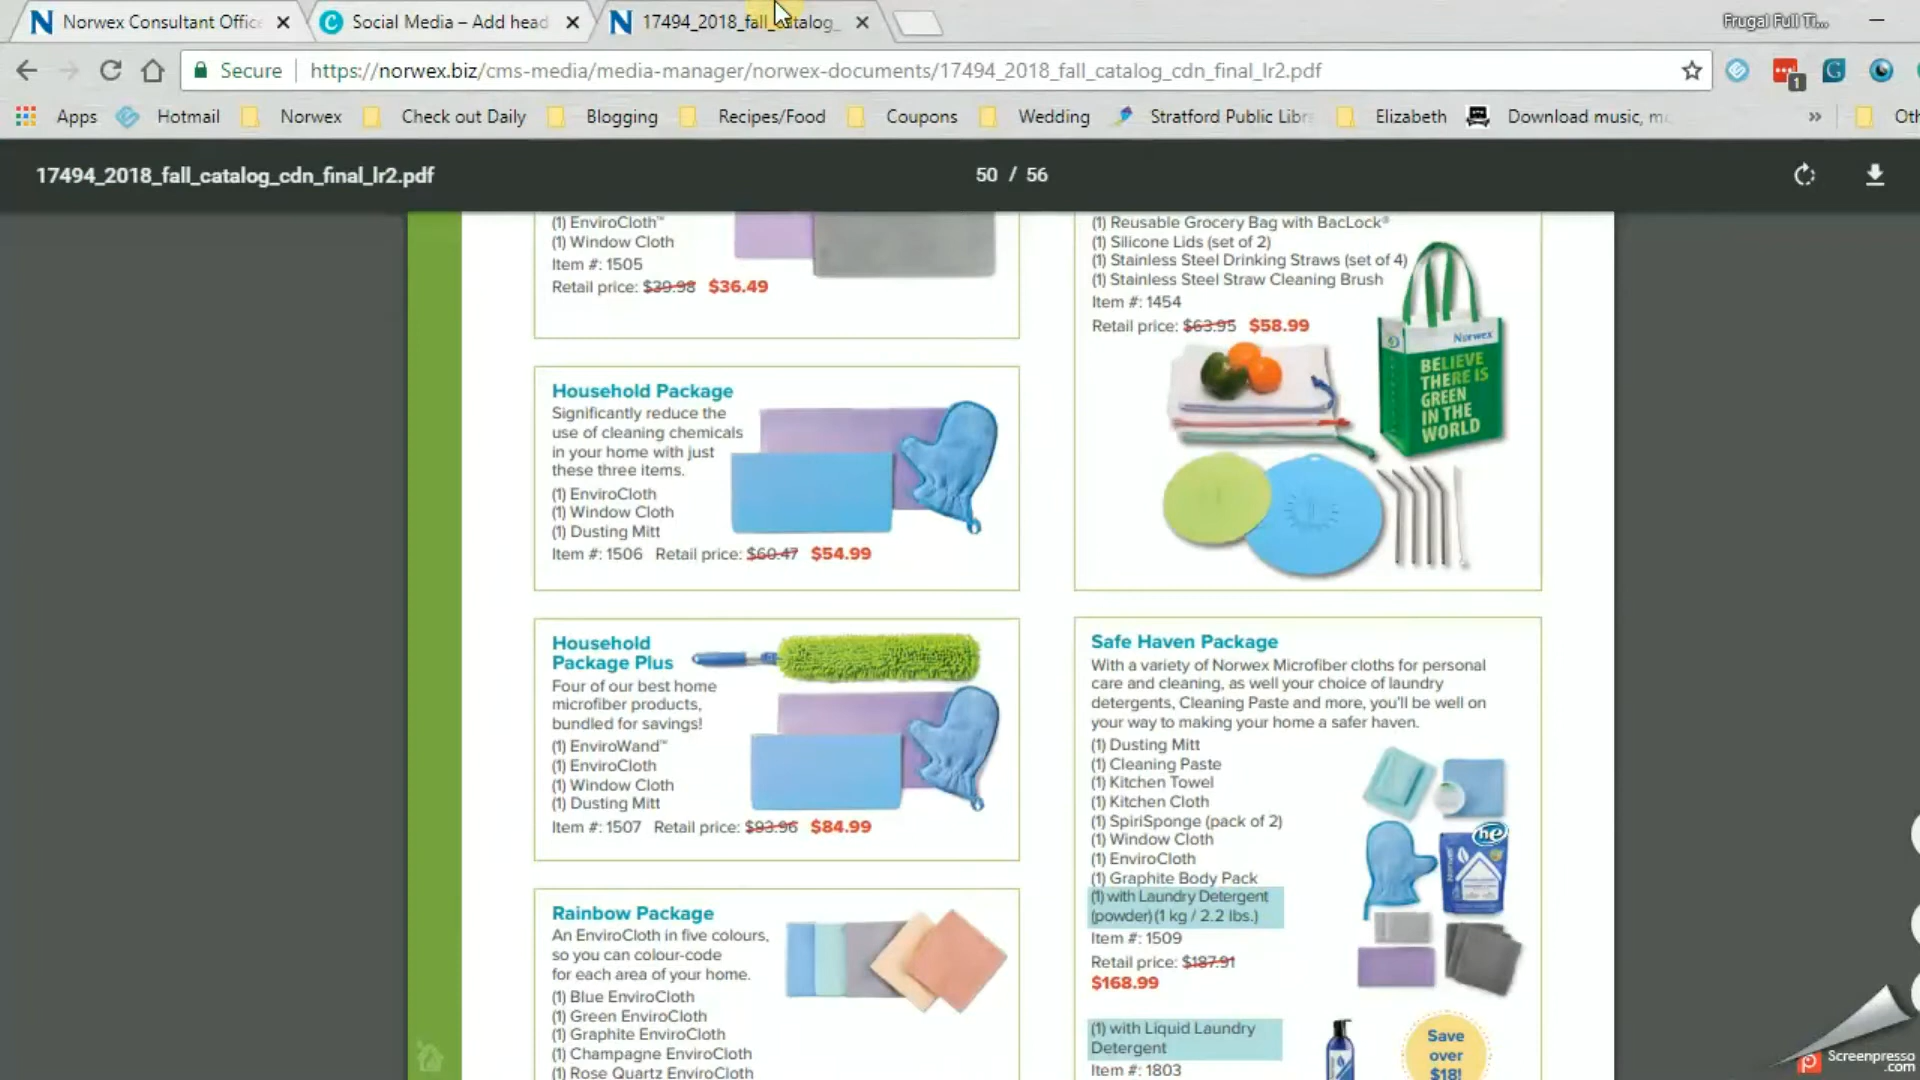 Norwex Consultant Offic
Social Media – Add head
17494_2018_fall_catalog_
Frugal Full Ti...
Secure
https://norwex.biz/cms-media/media-manager/norwex-documents/17494_2018_fall_catalog_cdn_final_lr2.pdf
1
Apps
Hotmail
Norwex
Check out Daily
Blogging
Recipes/Food
Coupons
Wedding
Stratford Public Libr
Elizabeth
Download music, m
»
Oth
17494_2018_fall_catalog_cdn_final_lr2.pdf
50 / 56
(1) EnviroCloth™
(1) Window Cloth
Item #: 1505
Retail price: $39.98 $36.49
Household Package
Significantly reduce the
use of cleaning chemicals
in your home with just
these three items.
(1) EnviroCloth
(1) Window Cloth
(1) Dusting Mitt
Item #: 1506 Retail price: $60.47 $54.99
Household
Package Plus
Four of our best home
microfiber products,
bundled for savings!
(1) EnviroWand™
(1) EnviroCloth
(1) Window Cloth
(1) Dusting Mitt
Item #: 1507 Retail price: $93.96 $84.99
Rainbow Package
An EnviroCloth in five colours,
so you can colour-code
for each area of your home.
(1) Blue EnviroCloth
(1) Green EnviroCloth
(1) Graphite EnviroCloth
(1) Champagne EnviroCloth
(1) Rose Quartz EnviroCloth
(1) Reusable Grocery Bag with BacLock®
(1) Silicone Lids (set of 2)
(1) Stainless Steel Drinking Straws (set of 4)
(1) Stainless Steel Straw Cleaning Brush
Item #: 1454
Retail price: $63.95 $58.99
Norwex
BELIEVE
THERE IS
GREEN
IN THE
WORLD
Safe Haven Package
With a variety of Norwex Microfiber cloths for personal
care and cleaning, as well your choice of laundry
detergents, Cleaning Paste and more, you'll be well on
your way to making your home a safer haven.
(1) Dusting Mitt
(1) Cleaning Paste
(1) Kitchen Towel
(1) Kitchen Cloth
(1) SpiriSponge (pack of 2)
(1) Window Cloth
(1) EnviroCloth
(1) Graphite Body Pack
(1) with Laundry Detergent
(powder) (1 kg / 2.2 lbs.)
Item #: 1509
Retail price: $187.91
$168.99
he
(1) with Liquid Laundry
Detergent
Item #: 1803
Save
over
$18!
Screenpresso
.com